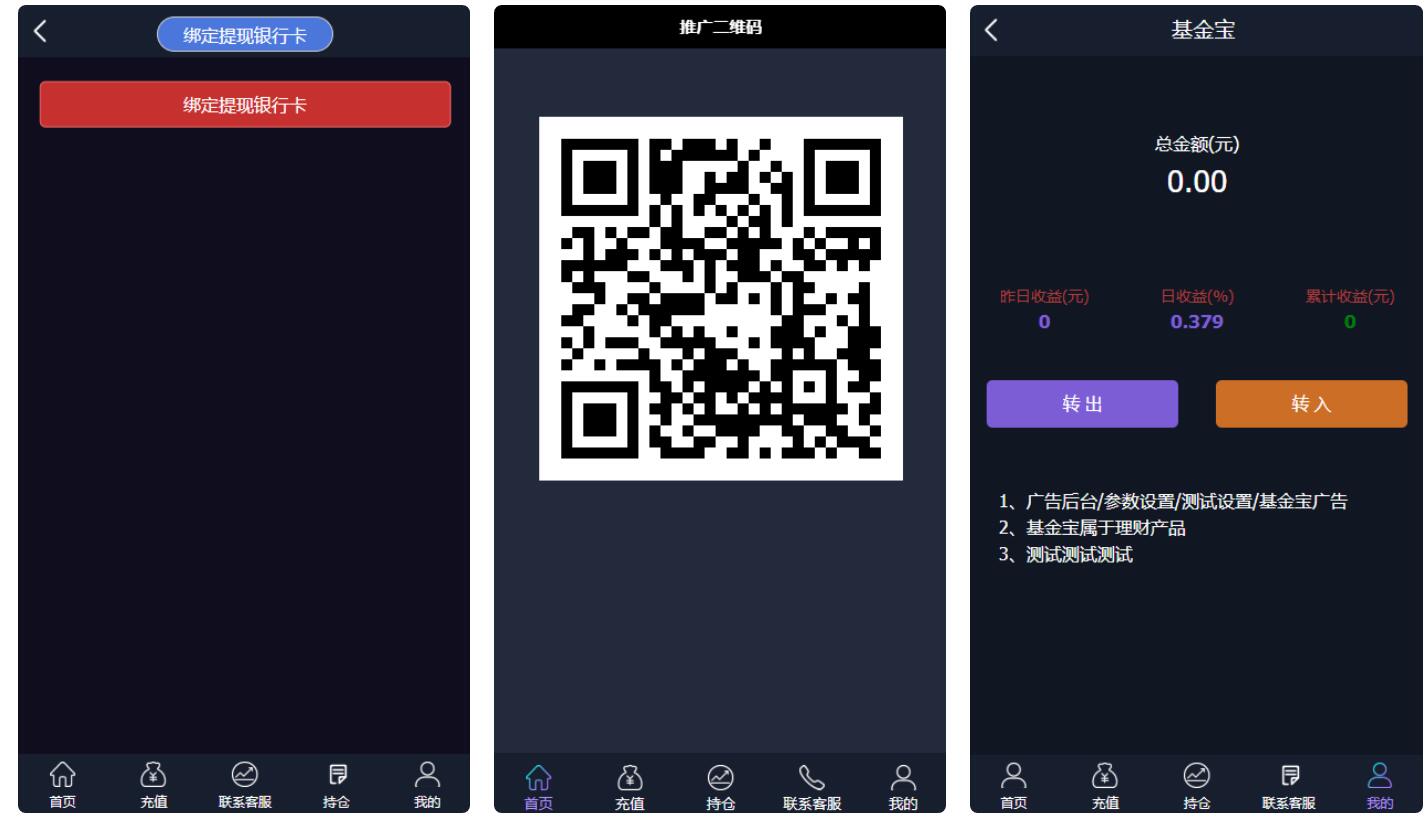 绑定提现银行卡
绑定提现银行卡
首页
充值
联系客服
持仓
我的
推广二维码
首页
充值
持仓
联系客服
我的
基金宝
总金额(元)
0.00
昨日收益(元) 日收益(%) 累计收益(元)
0 0.379 0
转出 转入
1、广告后台/参数设置/测试设置/基金宝广告
2、基金宝属于理财产品
3、测试测试测试
首页
充值
持仓
联系客服
我的